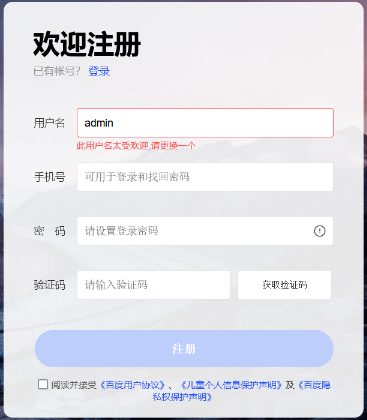 欢迎注册
已有帐号? 登录
用户名 admin
此用户名太受欢迎,请更换一个
手机号 可用于登录和找回密码
密 码 请设置登录密码
验证码 请输入验证码 获取验证码
注册
阅读并接受《百度用户协议》、《儿童个人信息保护声明》及《百度隐
私权保护声明》